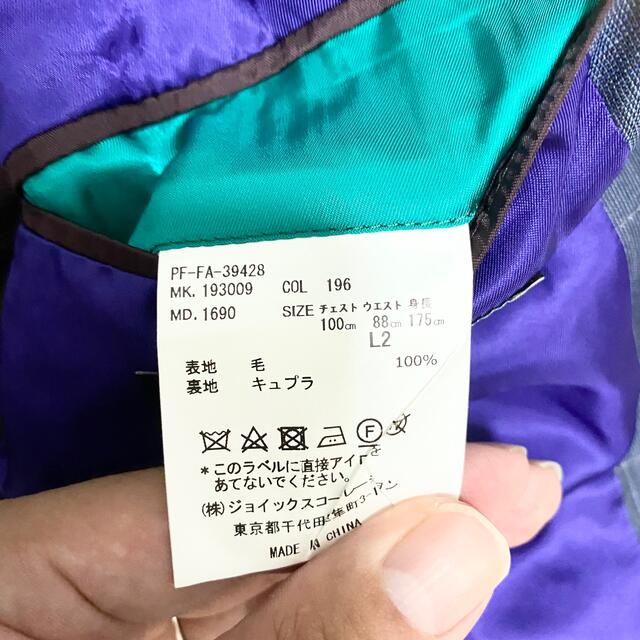 PF-FA-39428
MK. 193009 COL 196
MD. 1690 SIZE チェスト ウエスト 身長
100cm 88cm 175cm
L2
表地 毛 100%
裏地 キュプラ
F
*このラベルに直接アイロンを
あてないでください。
(株)ジョイックスコーポレーション
東京都千代田区
MADE IN CHINA